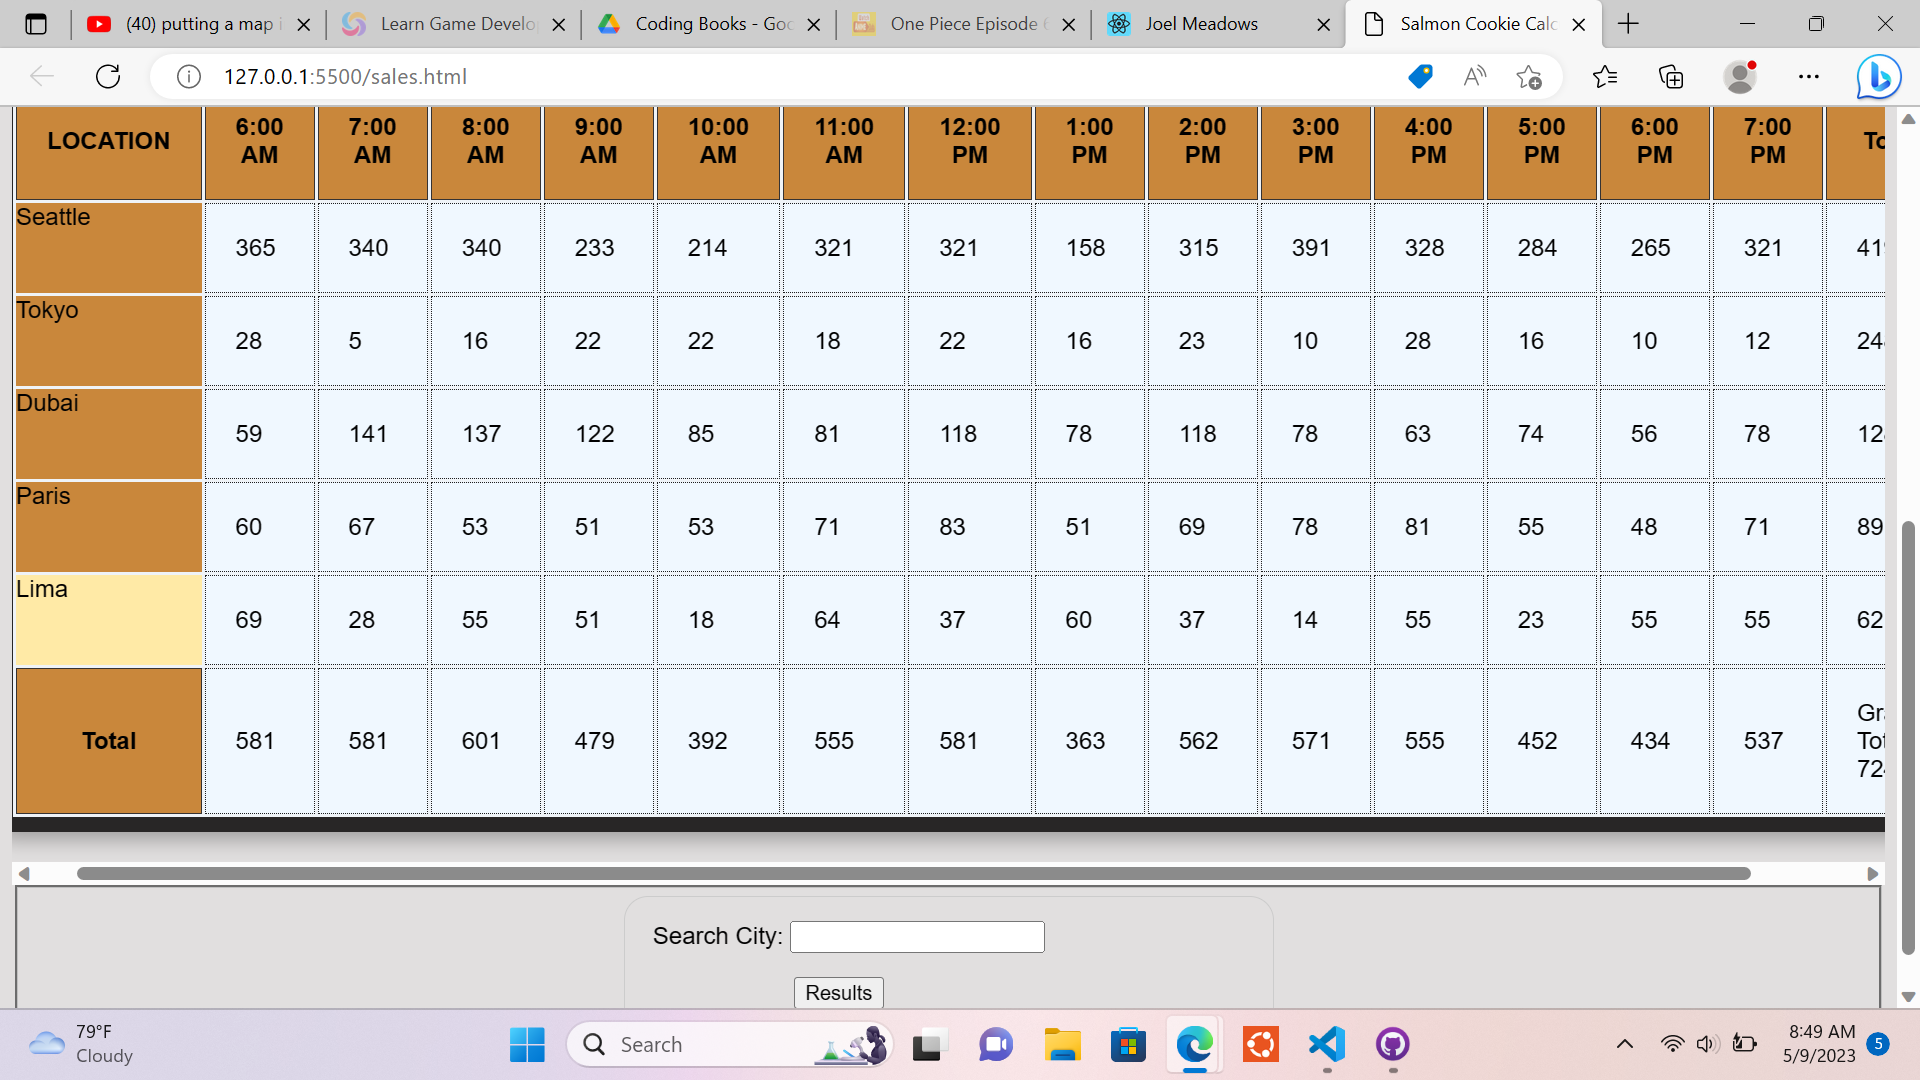 (40) putting a map i
Learn Game Develop
Coding Books - Goo
One Piece Episode 6
Joel Meadows
Salmon Cookie Calc
127.0.0.1:5500/sales.html
LOCATION 6:00 AM 7:00 AM 8:00 AM 9:00 AM 10:00 AM 11:00 AM 12:00 PM 1:00 PM 2:00 PM 3:00 PM 4:00 PM 5:00 PM 6:00 PM 7:00 PM To
Seattle 365 340 340 233 214 321 321 158 315 391 328 284 265 321 419
Tokyo 28 5 16 22 22 18 22 16 23 10 28 16 10 12 24
Dubai 59 141 137 122 85 81 118 78 118 78 63 74 56 78 12
Paris 60 67 53 51 53 71 83 51 69 78 81 55 48 71 89
Lima 69 28 55 51 18 64 37 60 37 14 55 23 55 55 62
Total 581 581 601 479 392 555 581 363 562 571 555 452 434 537 Gr Tot 72
Search City:
Results
79°F
Cloudy
Search
8:49 AM
5/9/2023
5